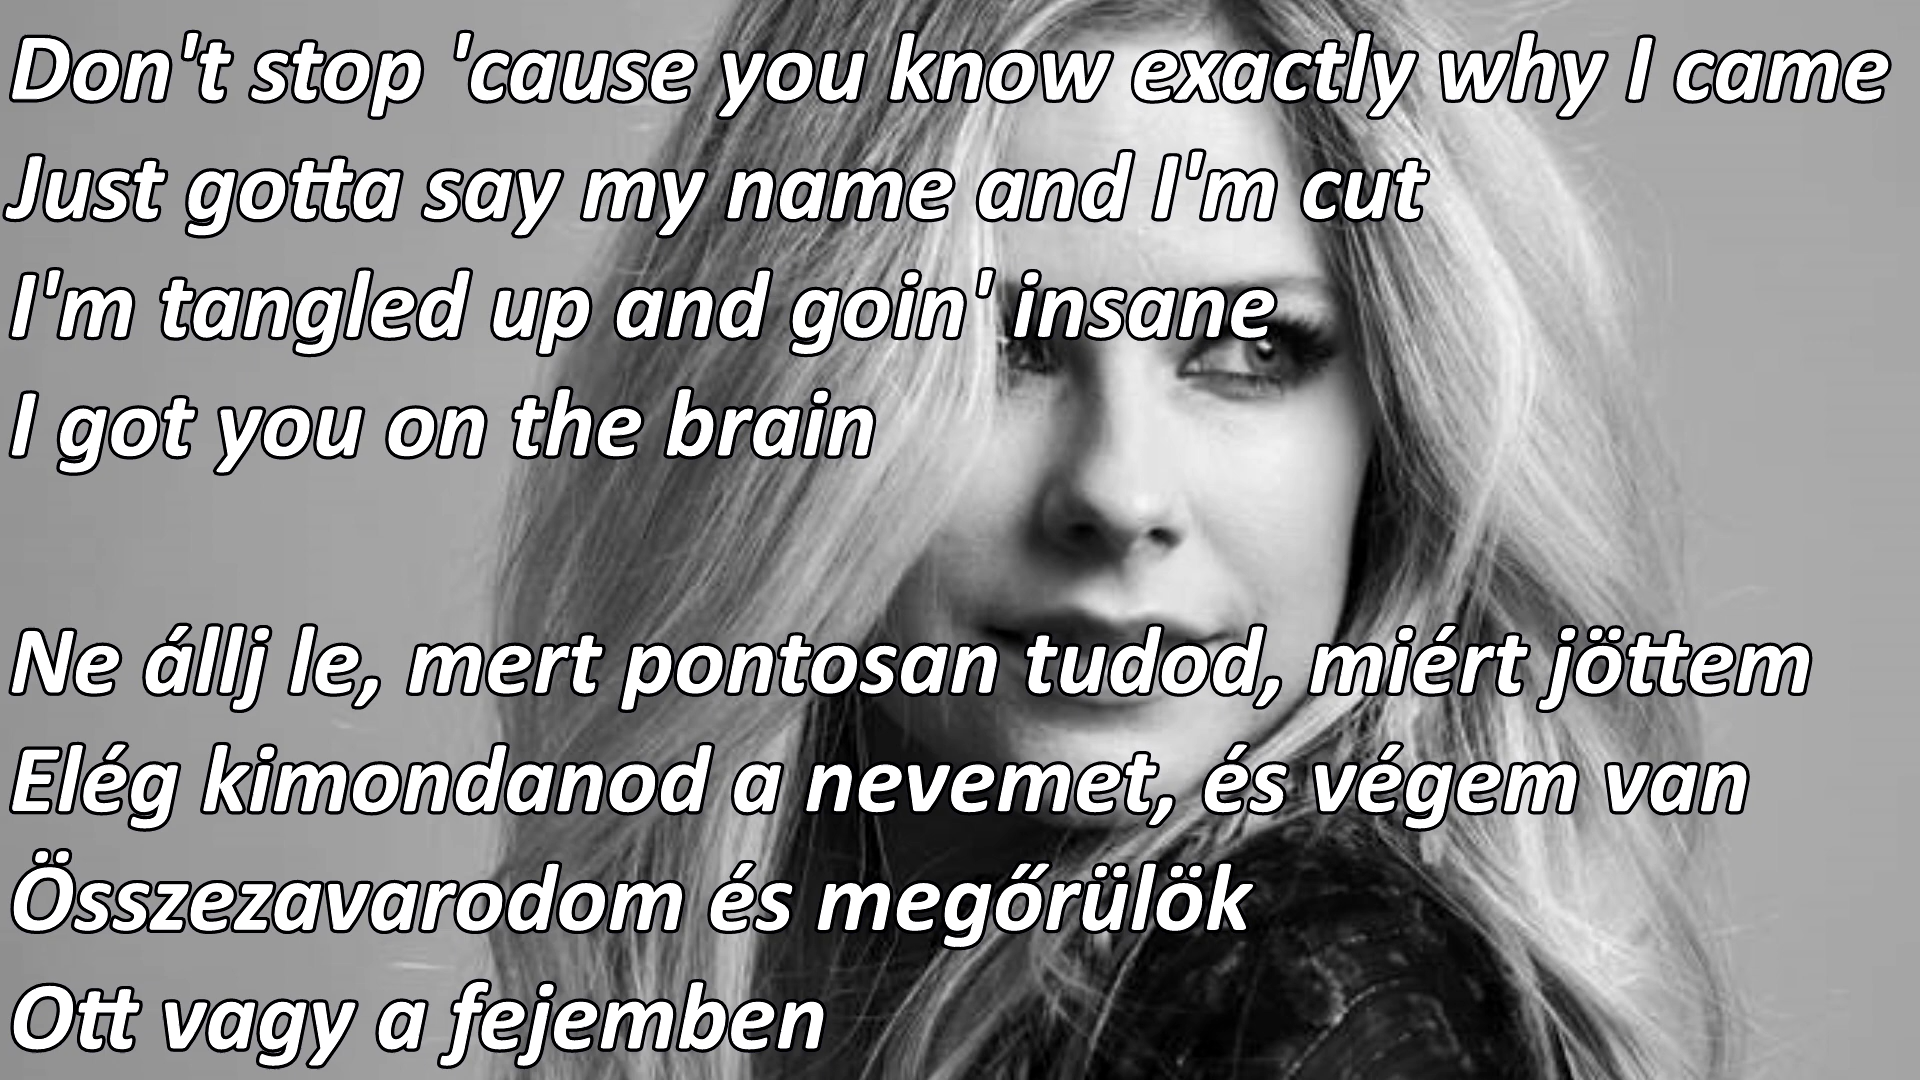 Don't stop 'cause you know exactly why I came
Just gotta say my name and I'm cut
I'm tangled up and goin' insane
I got you on the brain
Ne állj le, mert pontosan tudod, miért jöttem
Elég kimondanod a nevemet, és végem van
Összezavarodom és megőrülök
Ott vagy a fejemben